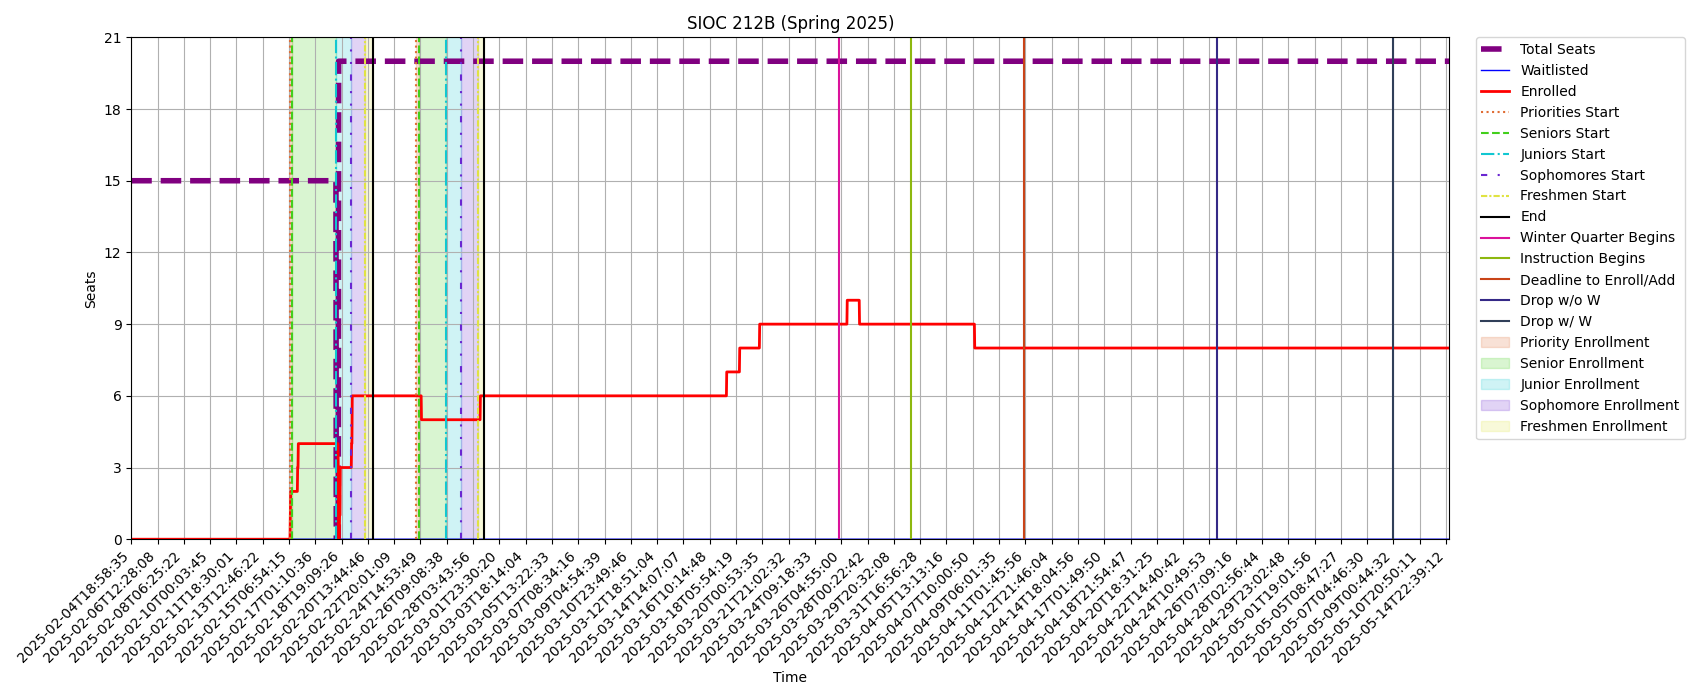 SIOC 212B (Spring 2025)
21
18
15
12
9
6
3
0
Seats
2025-02-04T18:58:35
2025-02-06T12:28:08
2025-02-08T06:25:22
2025-02-10T00:03:45
2025-02-11T18:30:01
2025-02-13T12:46:22
2025-02-15T06:54:15
2025-02-17T01:10:36
2025-02-18T19:09:26
2025-02-20T13:44:46
2025-02-22T20:01:09
2025-02-24T14:53:49
2025-02-26T09:08:38
2025-02-28T03:43:56
2025-03-01T23:30:20
2025-03-03T18:14:04
2025-03-05T13:22:33
2025-03-07T08:34:16
2025-03-09T04:54:39
2025-03-10T23:49:46
2025-03-12T18:51:04
2025-03-14T14:07:07
2025-03-16T10:14:48
2025-03-18T05:54:19
2025-03-20T00:53:35
2025-03-21T21:02:32
2025-03-24T09:18:33
2025-03-26T04:55:00
2025-03-28T00:22:42
2025-03-29T20:32:08
2025-03-31T16:56:28
2025-04-05T13:13:16
2025-04-07T10:00:50
2025-04-09T06:01:35
2025-04-11T01:45:56
2025-04-12T21:46:04
2025-04-14T18:04:56
2025-04-17T01:49:50
2025-04-18T21:54:47
2025-04-20T18:31:25
2025-04-22T14:40:42
2025-04-24T10:49:53
2025-04-26T07:09:16
2025-04-28T02:56:44
2025-04-29T23:02:48
2025-05-01T19:01:56
2025-05-05T08:47:27
2025-05-07T04:46:30
2025-05-09T00:44:32
2025-05-10T20:50:11
2025-05-14T22:39:12
Time
Total Seats
Waitlisted
Enrolled
Priorities Start
Seniors Start
Juniors Start
Sophomores Start
Freshmen Start
End
Winter Quarter Begins
Instruction Begins
Deadline to Enroll/Add
Drop w/o W
Drop w/ W
Priority Enrollment
Senior Enrollment
Junior Enrollment
Sophomore Enrollment
Freshmen Enrollment